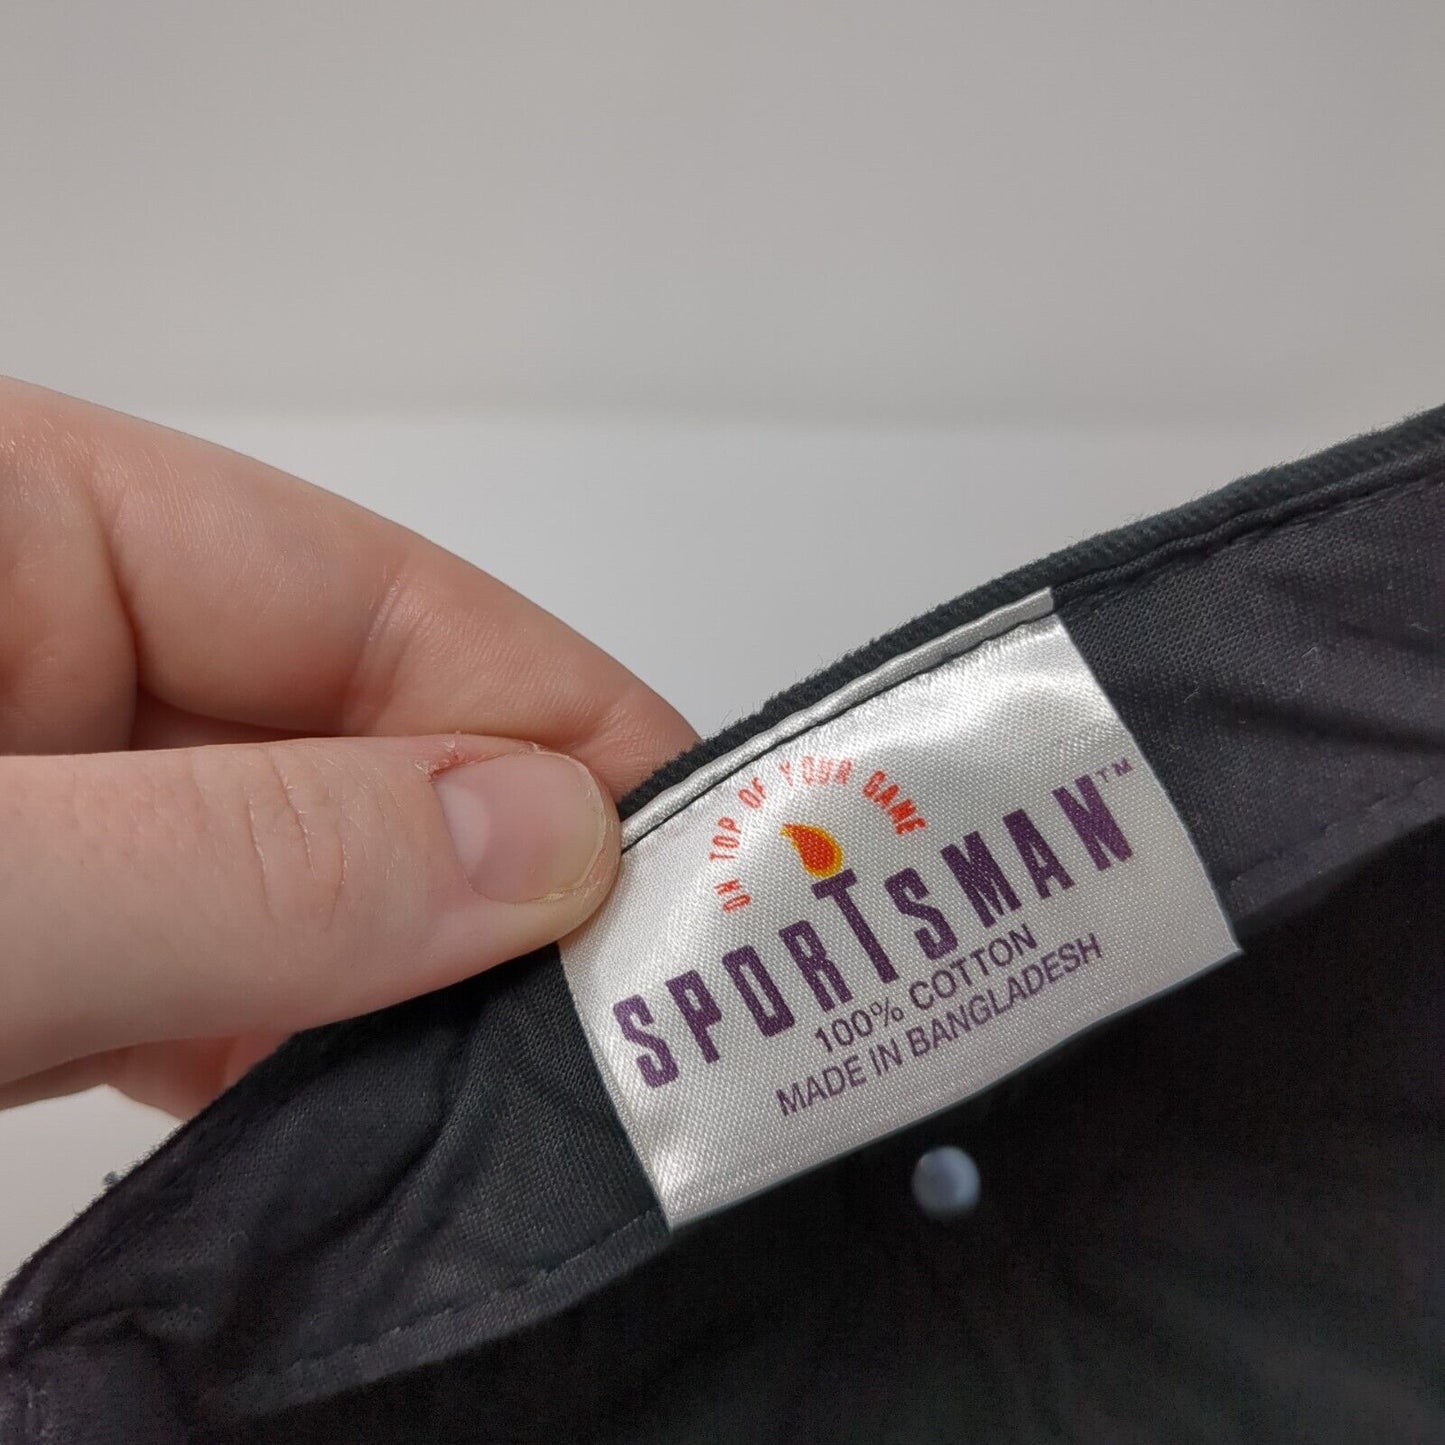 ON TOP OF YOUR GAME
SPORTSMAN™
100% COTTON
MADE IN BANGLADESH